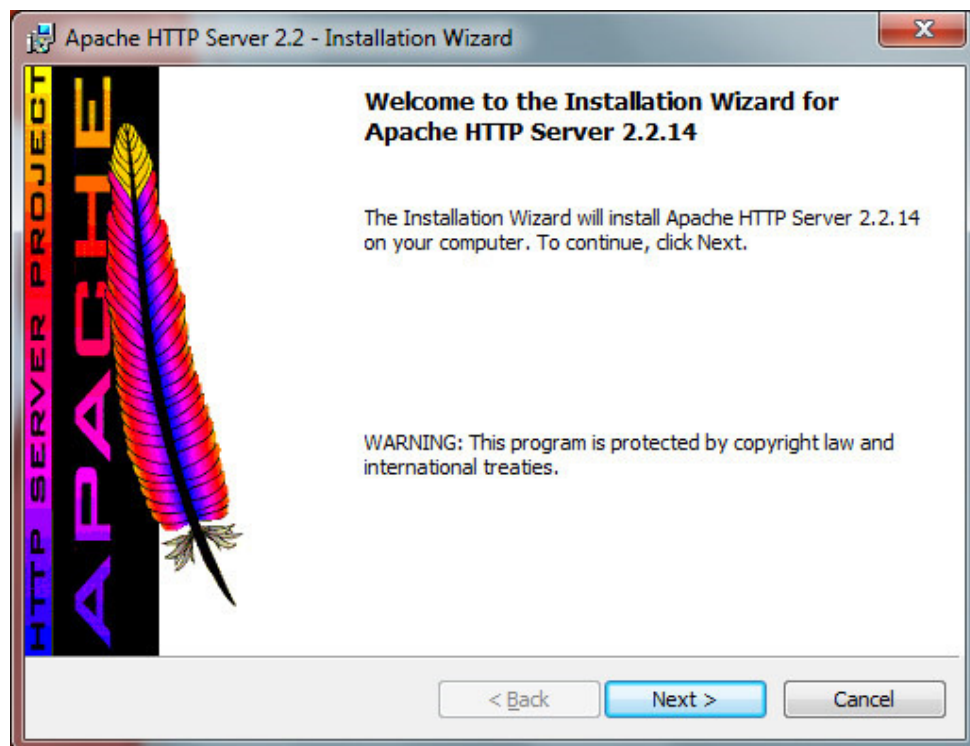 Apache HTTP Server 2.2 - Installation Wizard
HTTP SERVER PROJECT
APACHE
Welcome to the Installation Wizard for
Apache HTTP Server 2.2.14
The Installation Wizard will install Apache HTTP Server 2.2.14
on your computer. To continue, click Next.
WARNING: This program is protected by copyright law and
international treaties.
< Back
Next >
Cancel